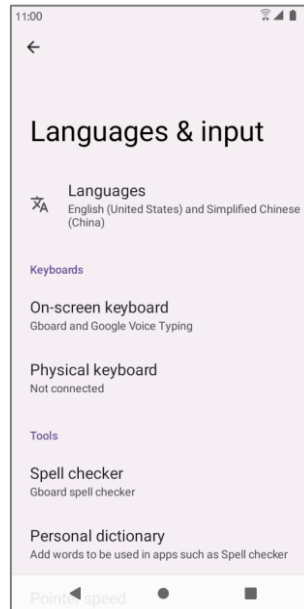 11:00
Languages & input
Languages
English (United States) and Simplified Chinese
(China)
Keyboards
On-screen keyboard
Gboard and Google Voice Typing
Physical keyboard
Not connected
Tools
Spell checker
Gboard spell checker
Personal dictionary
Add words to be used in apps such as Spell checker
Pointer speed